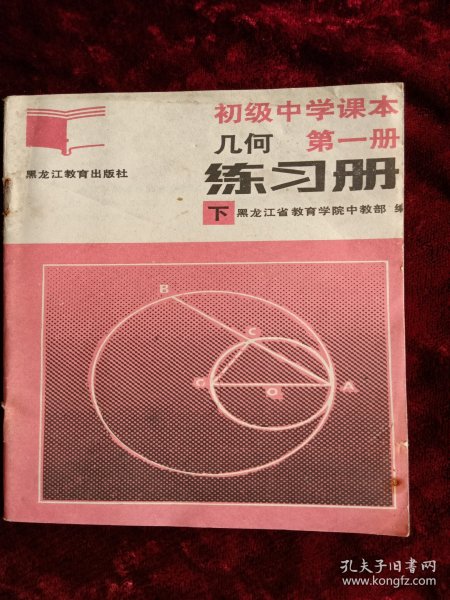 初级中学课本
几何 第一册
练习册
黑龙江教育出版社
下 黑龙江省教育学院中教部 编
B
C
A
O
孔夫子旧书网
www.kongfz.com